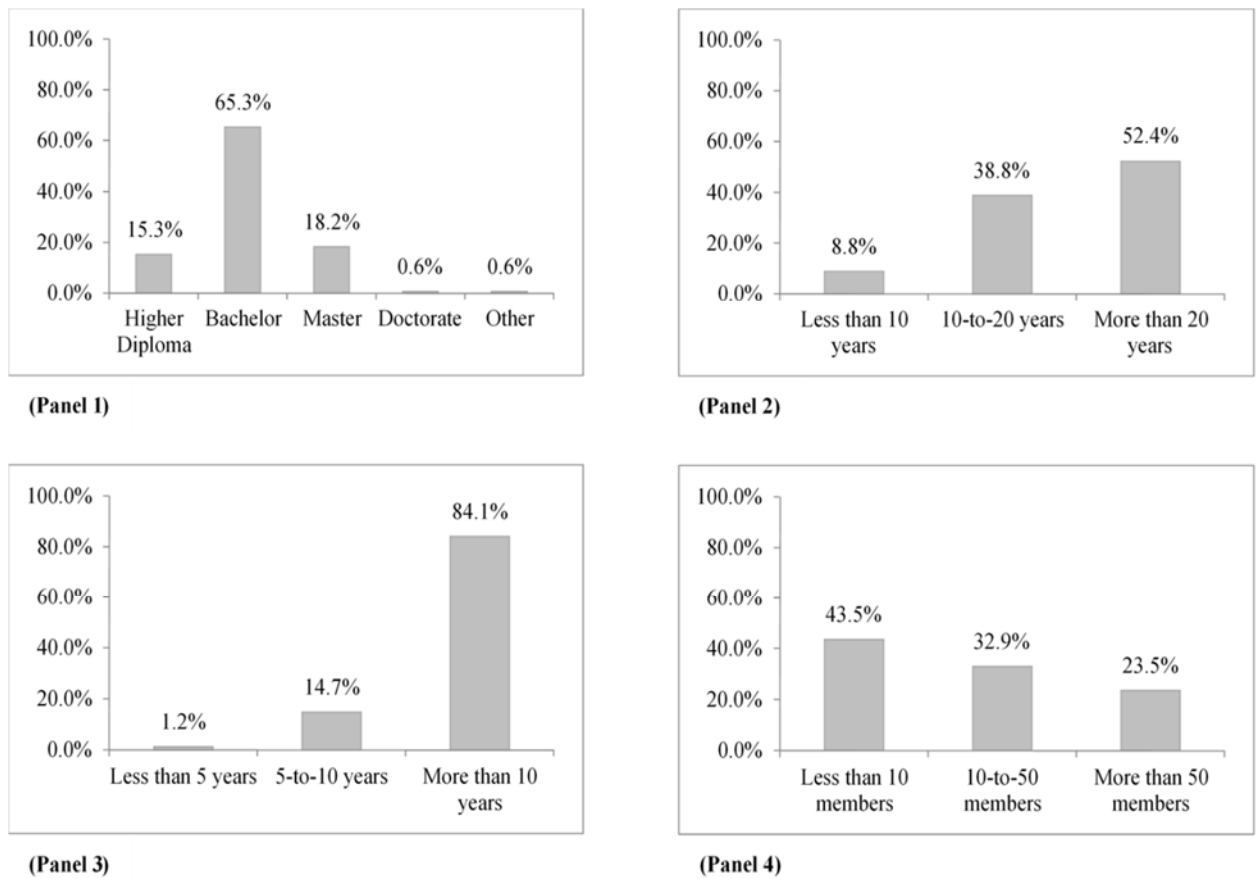 100.0%
80.0%
60.0%
40.0%
20.0%
0.0%
15.3%
65.3%
18.2%
0.6%
0.6%
Higher
Diploma
Bachelor
Master
Doctorate
Other
(Panel 1)
100.0%
80.0%
60.0%
40.0%
20.0%
0.0%
8.8%
38.8%
52.4%
Less than 10
years
10-to-20 years
More than 20
years
(Panel 2)
100.0%
80.0%
60.0%
40.0%
20.0%
0.0%
1.2%
14.7%
84.1%
Less than 5 years
5-to-10 years
More than 10
years
(Panel 3)
100.0%
80.0%
60.0%
40.0%
20.0%
0.0%
43.5%
32.9%
23.5%
Less than 10
members
10-to-50
members
More than 50
members
(Panel 4)